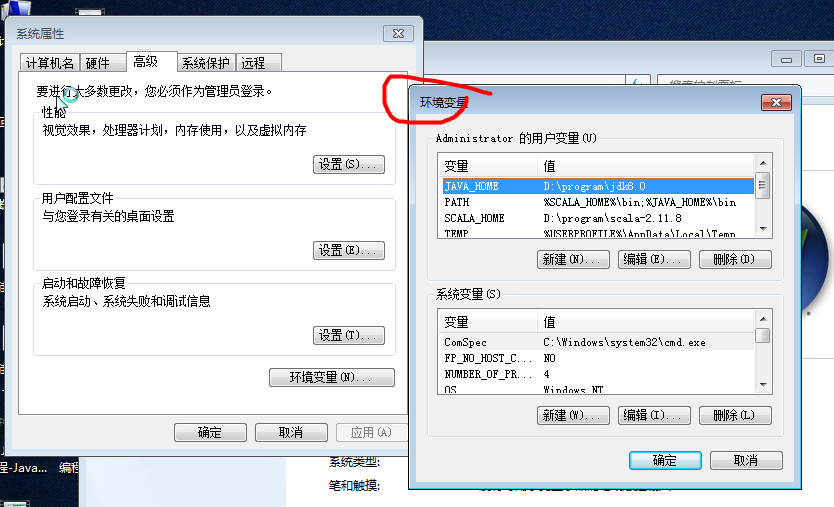 系统属性
计算机名 硬件 高级 系统保护 远程
要进行大多数更改，您必须作为管理员登录。
性能
视觉效果，处理器计划，内存使用，以及虚拟内存
设置(S)...
用户配置文件
与您登录有关的桌面设置
设置(E)...
启动和故障恢复
系统启动、系统失败和调试信息
设置(T)...
环境变量(N)...
确定 取消 应用(A)
环境变量
Administrator 的用户变量(U)
变量 值
JAVA_HOME D:\program\jdk8.0
PATH %SCALA_HOME%\bin;%JAVA_HOME%\bin
SCALA_HOME D:\program\scala-2.11.8
TEMP %USERPROFILE%\AppData\Local\Temp
新建(N)... 编辑(E)... 删除(D)
系统变量(S)
变量 值
ComSpec C:\Windows\system32\cmd.exe
FP_NO_HOST_C... NO
NUMBER_OF_PR... 4
OS Windows_NT
新建(W)... 编辑(I)... 删除(L)
确定 取消
程-Java... 编程
系统类型:
笔和触摸: